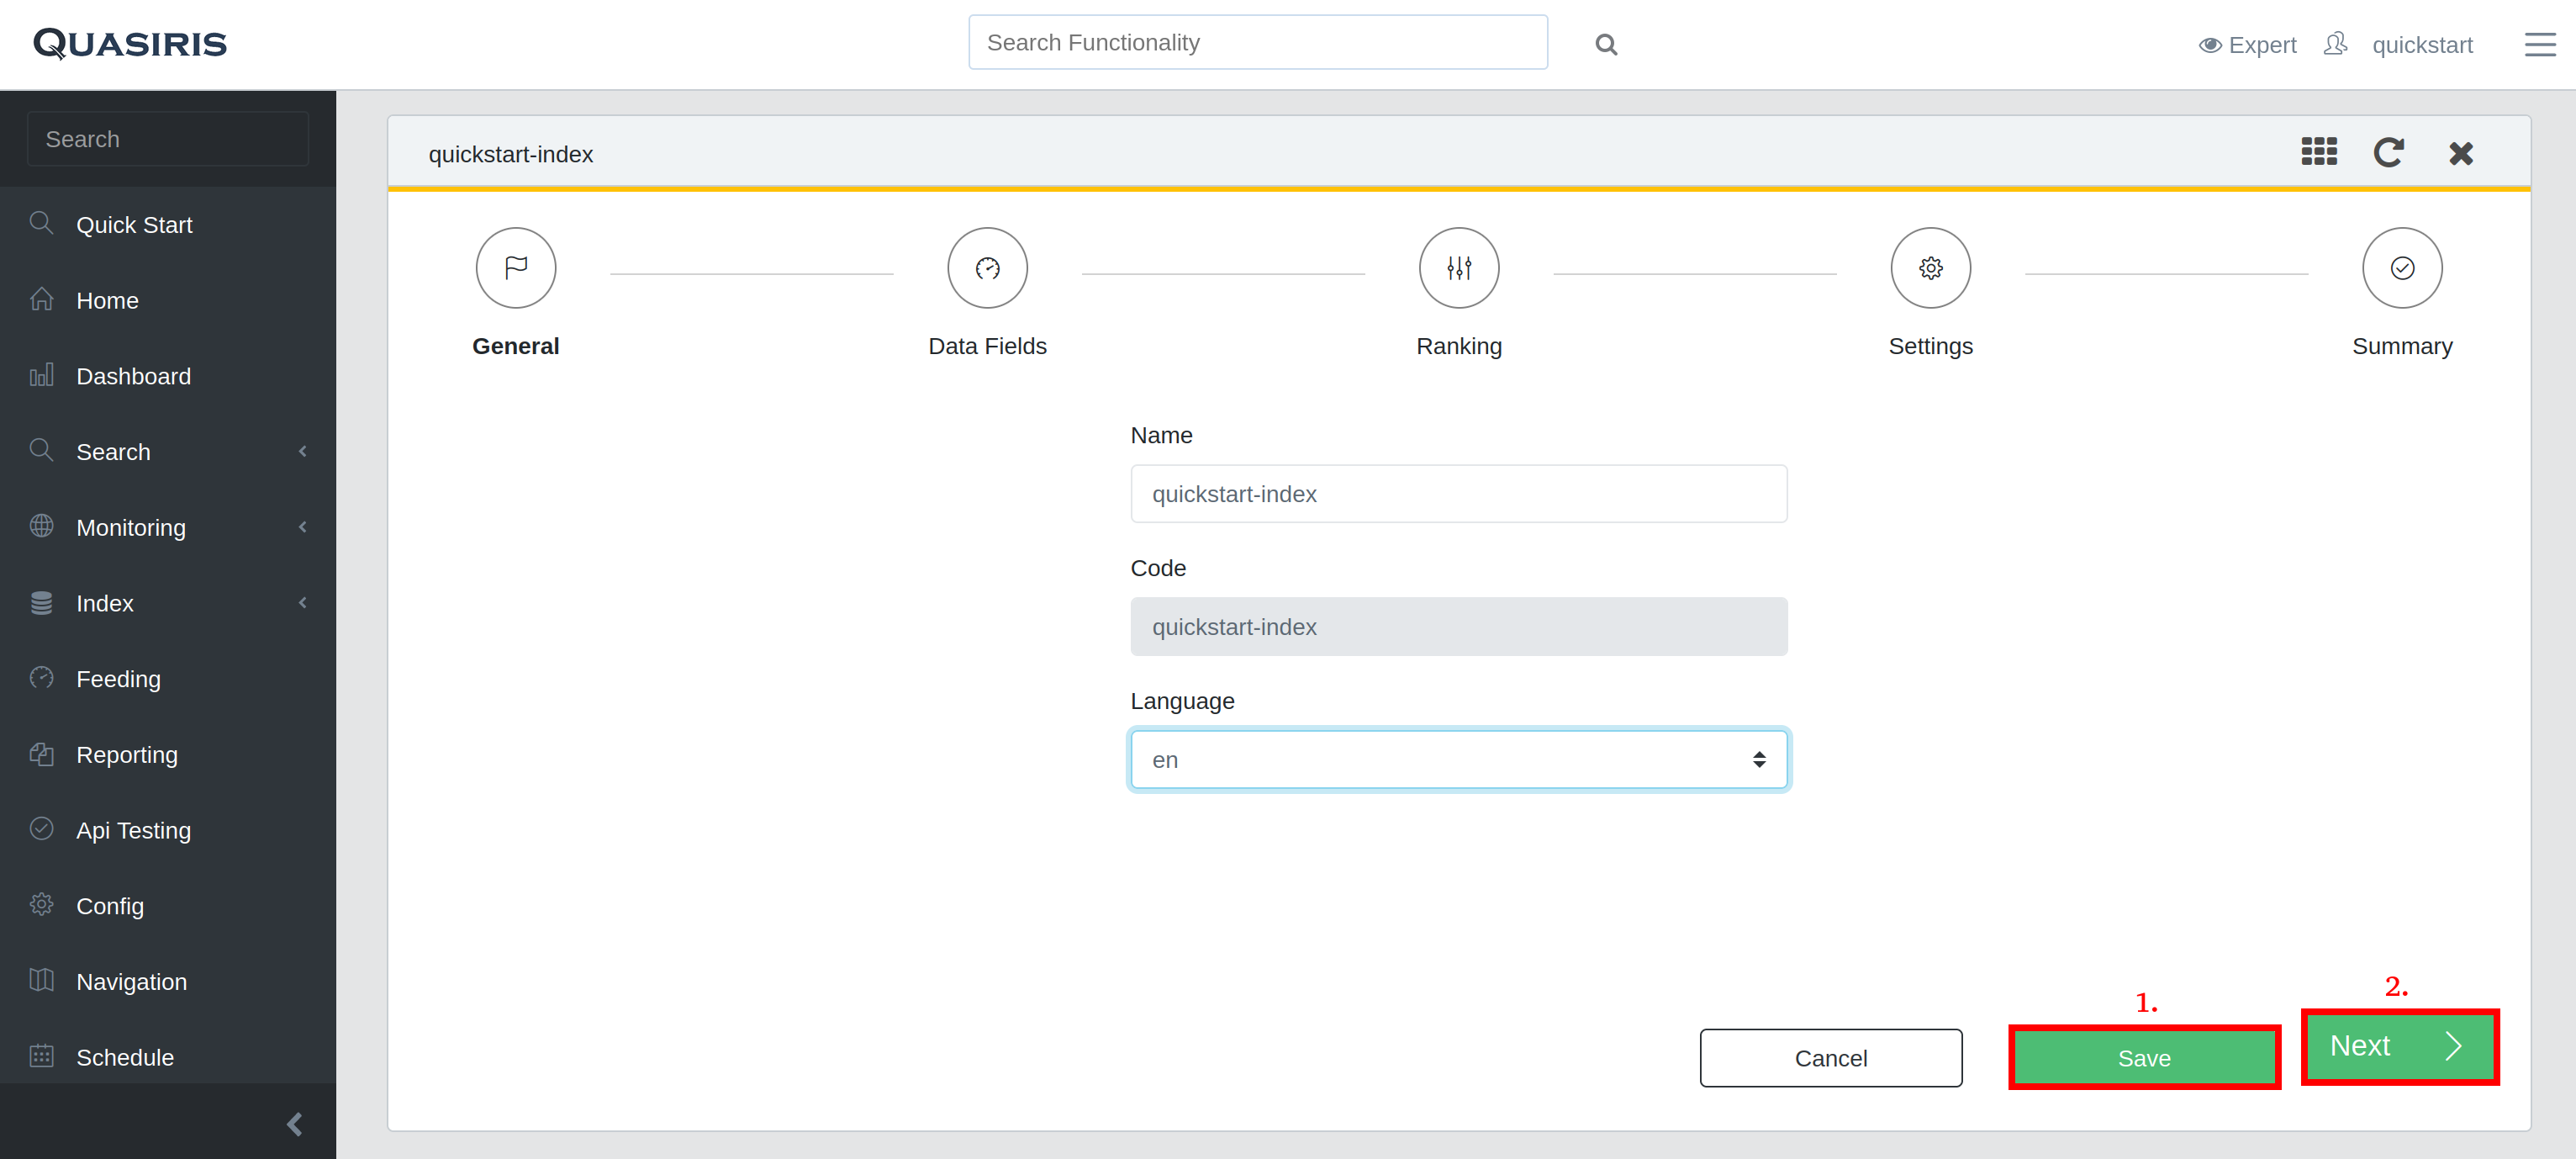 QUASIRIS
Search Functionality
Expert
quickstart
Search
quickstart-index
Quick Start
Home
Dashboard
Search
Monitoring
Index
Feeding
Reporting
Api Testing
Config
Navigation
Schedule
General
Data Fields
Ranking
Settings
Summary
Name
quickstart-index
Code
quickstart-index
Language
en
1.
2.
Cancel
Save
Next